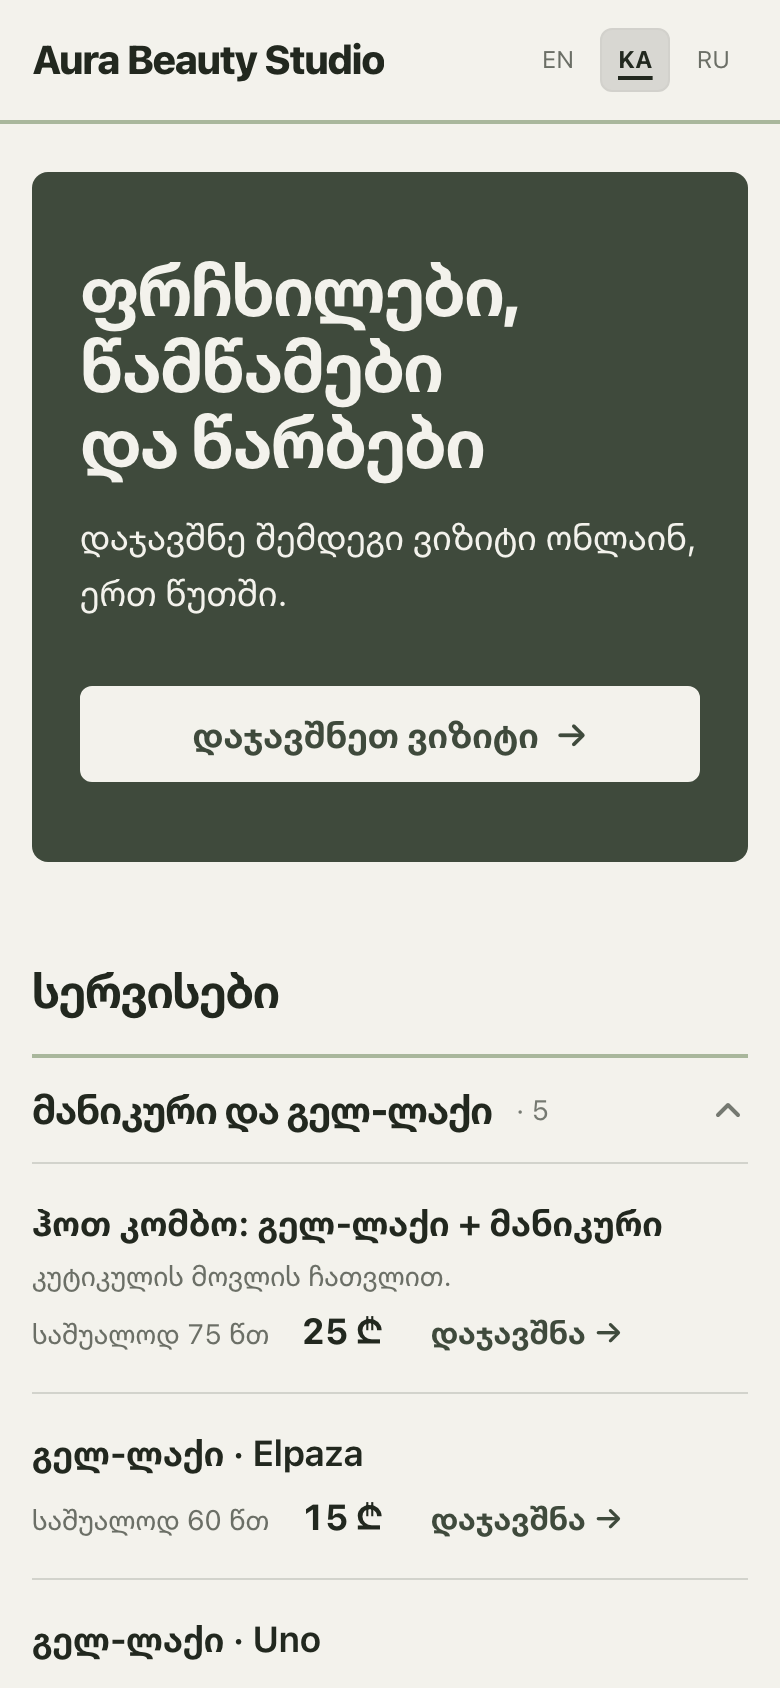 Aura Beauty Studio
EN KA RU
ფრჩხილები,
წამწამები
და წარბები
დაჯავშნე შემდეგი ვიზიტი ონლაინ,
ერთ წუთში.
დაჯავშნეთ ვიზიტი →
სერვისები
მანიკური და გელ-ლაქი · 5
ჰოთ კომბო: გელ-ლაქი + მანიკური
კუტიკულის მოვლის ჩათვლით.
საშუალოდ 75 წთ 25 ₾ დაჯავშნა →
გელ-ლაქი · Elpaza
საშუალოდ 60 წთ 15 ₾ დაჯავშნა →
გელ-ლაქი · Uno